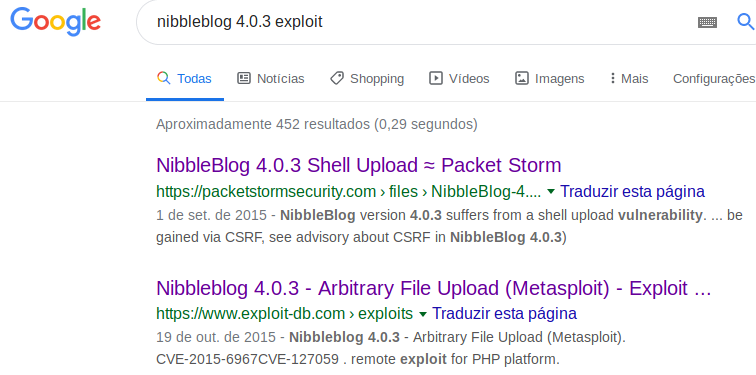 Google nibbleblog 4.0.3 exploit
Todas Notícias Shopping Vídeos Imagens Mais Configurações
Aproximadamente 452 resultados (0,29 segundos)
NibbleBlog 4.0.3 Shell Upload ≈ Packet Storm
https://packetstormsecurity.com › files › NibbleBlog-4.... Traduzir esta página
1 de set. de 2015 - NibbleBlog version 4.0.3 suffers from a shell upload vulnerability. ... be
gained via CSRF, see advisory about CSRF in NibbleBlog 4.0.3)
Nibbleblog 4.0.3 - Arbitrary File Upload (Metasploit) - Exploit ...
https://www.exploit-db.com › exploits Traduzir esta página
19 de out. de 2015 - Nibbleblog 4.0.3 - Arbitrary File Upload (Metasploit).
CVE-2015-6967CVE-127059 . remote exploit for PHP platform.